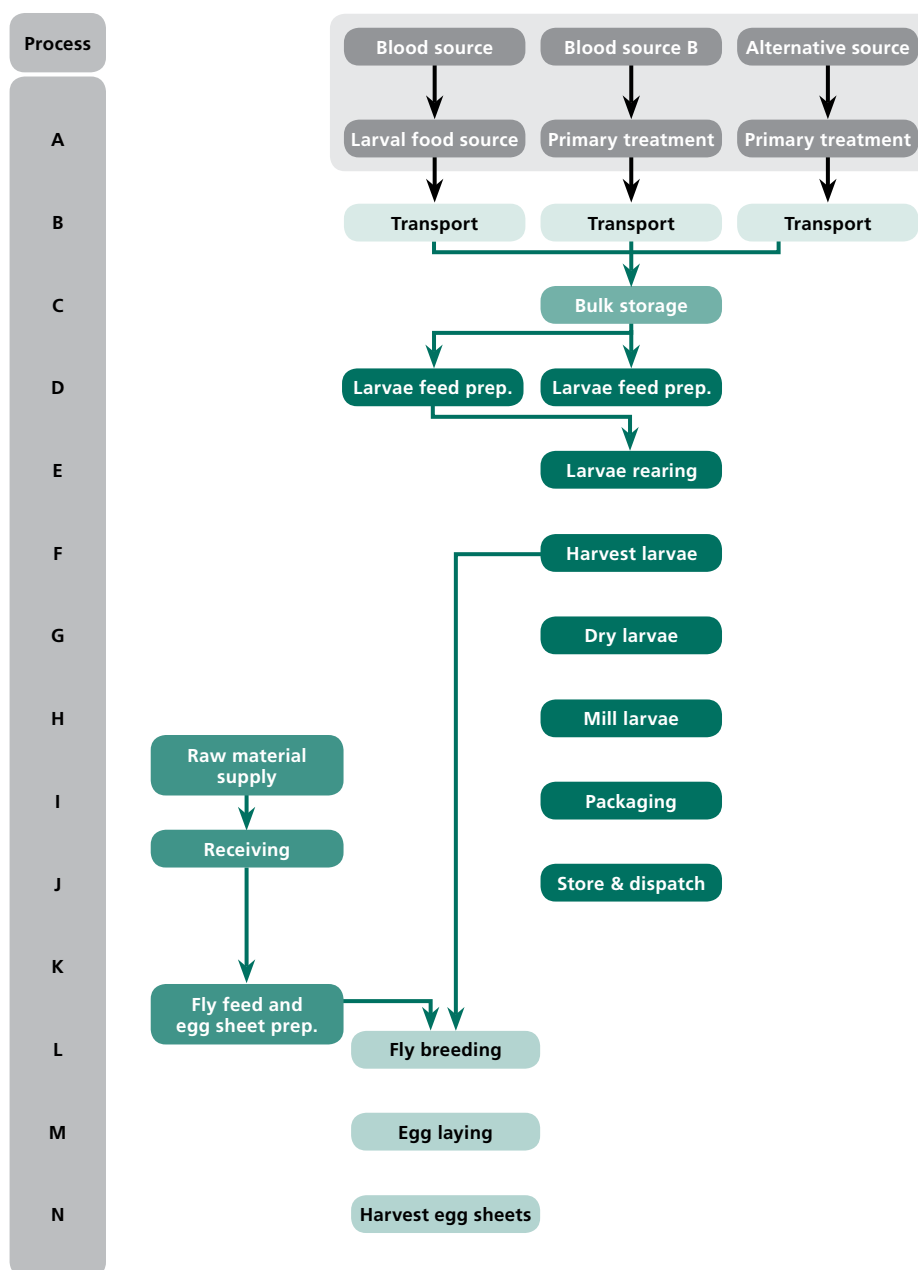 Process
Blood source
Blood source B
Alternative source
A
Larval food source
Primary treatment
Primary treatment
B
Transport
Transport
Transport
C
Bulk storage
D
Larvae feed prep.
Larvae feed prep.
E
Larvae rearing
F
Harvest larvae
G
Dry larvae
H
Mill larvae
Raw material
supply
I
Packaging
Receiving
J
Store & dispatch
K
Fly feed and
egg sheet prep.
L
Fly breeding
M
Egg laying
N
Harvest egg sheets